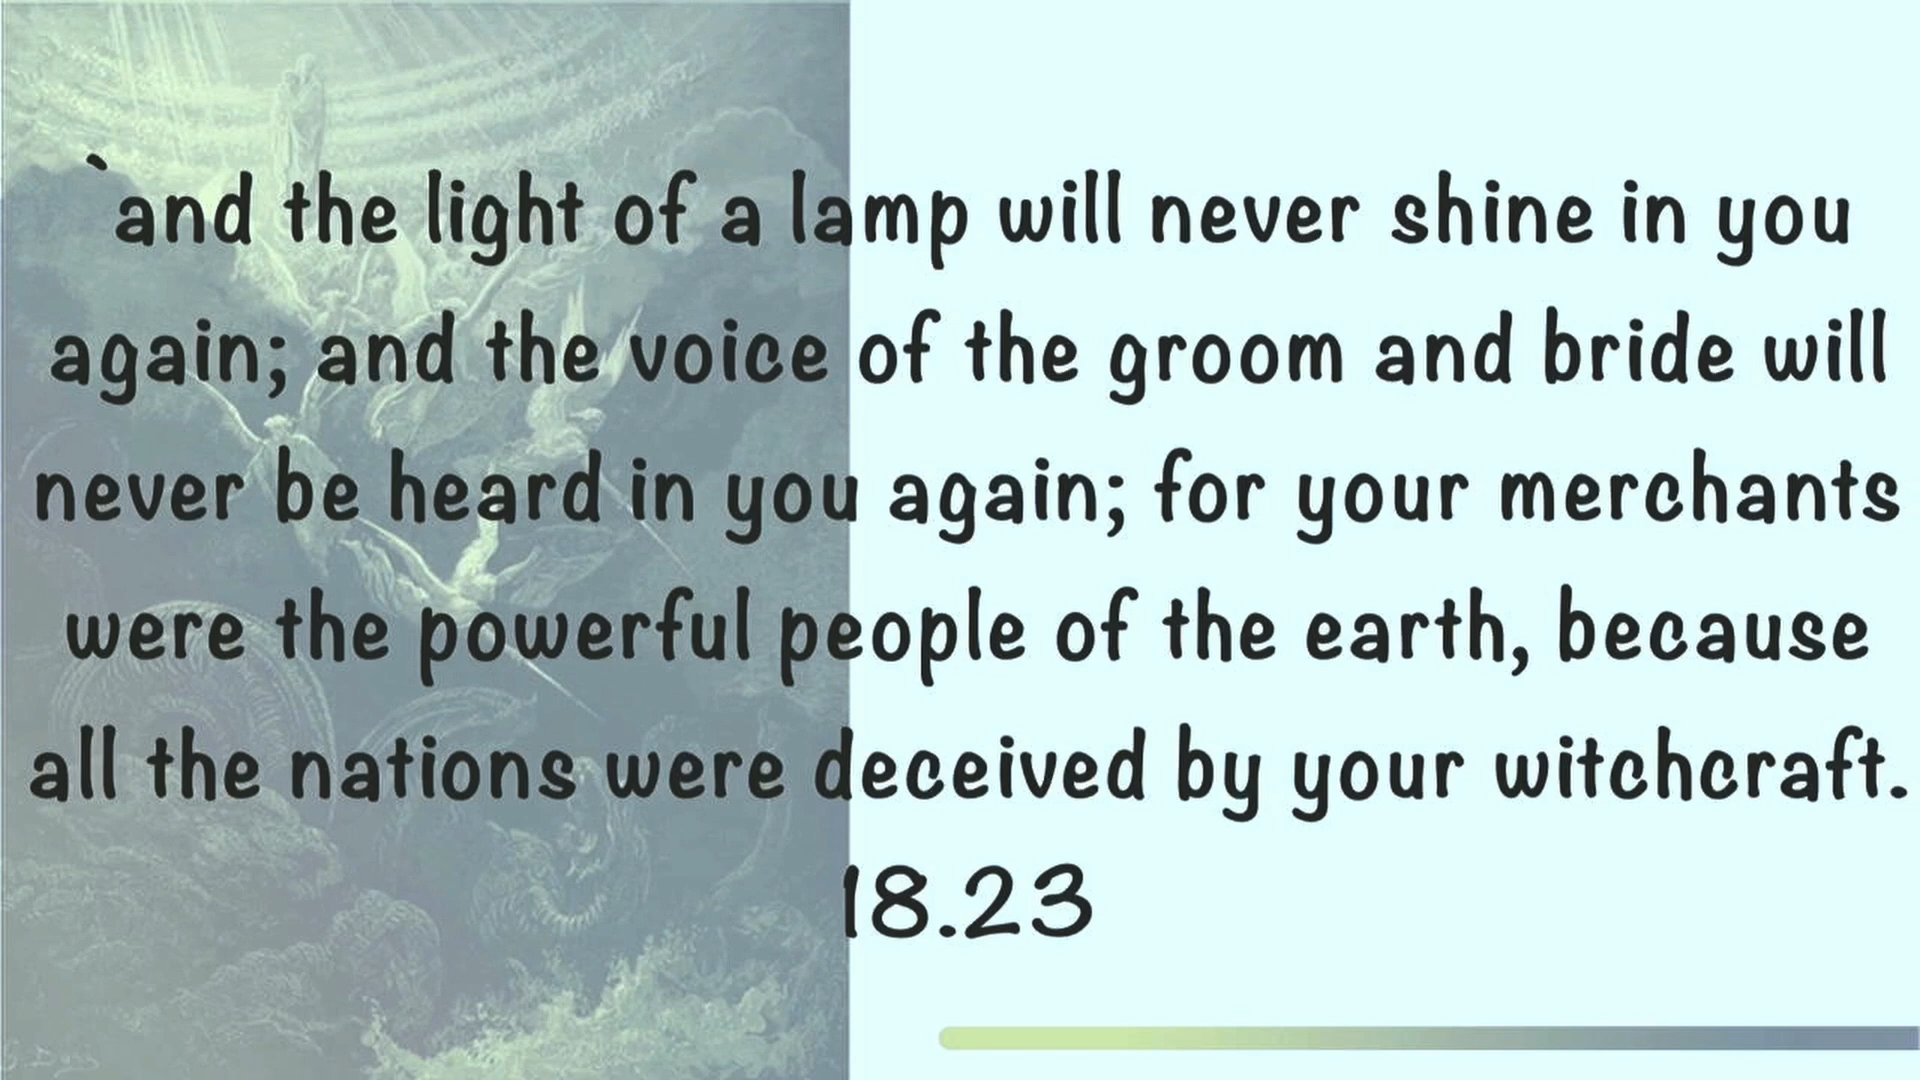 `and the light of a lamp will never shine in you
again; and the voice of the groom and bride will
never be heard in you again; for your merchants
were the powerful people of the earth, because
all the nations were deceived by your witchcraft.
18.23